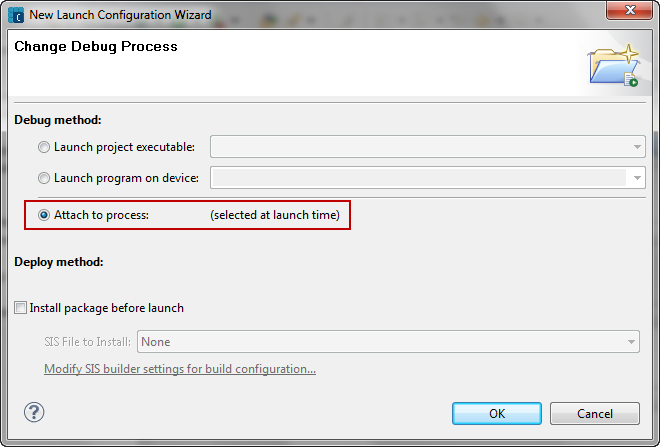 New Launch Configuration Wizard
Change Debug Process
Debug method:
Launch project executable:
Launch program on device:
Attach to process: (selected at launch time)
Deploy method:
Install package before launch
SIS File to Install: None
Modify SIS builder settings for build configuration...
? OK Cancel